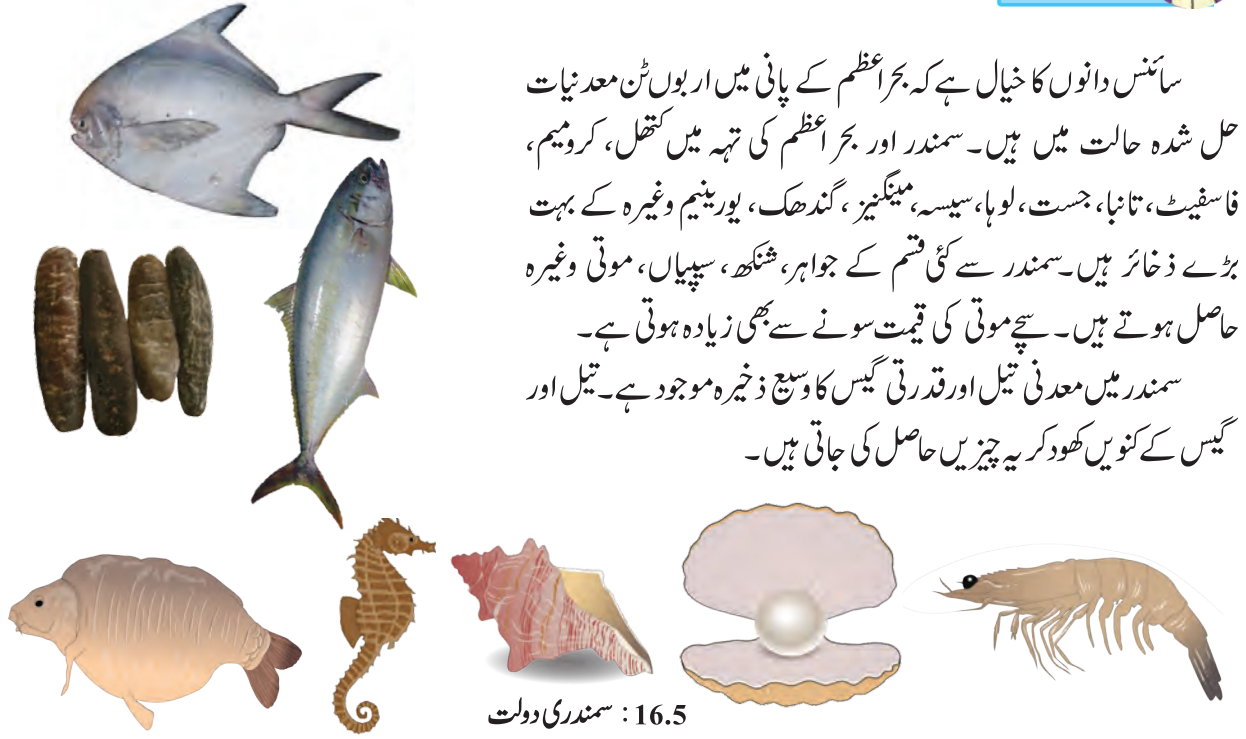 سائنس دانوں کا خیال ہے کہ بحر اعظم کے پانی میں اربوں ٹن معدنیات
حل شدہ حالت میں ہیں۔ سمندر اور بحر اعظم کی تہہ میں کتھل، کرومیم،
فاسفیٹ، تانبا، جست، لوہا، سیسہ، مینگنیز، گندھک، یورینیم وغیرہ کے بہت
بڑے ذخائر ہیں۔ سمندر سے کئی قسم کے جواہر، شنکھ، سیپیاں، موتی وغیرہ
حاصل ہوتے ہیں۔ سچے موتی کی قیمت سونے سے بھی زیادہ ہوتی ہے۔
سمندر میں معدنی تیل اور قدرتی گیس کا وسیع ذخیرہ موجود ہے۔ تیل اور
گیس کے کنویں کھود کر یہ چیزیں حاصل کی جاتی ہیں۔
16.5 : سمندری دولت